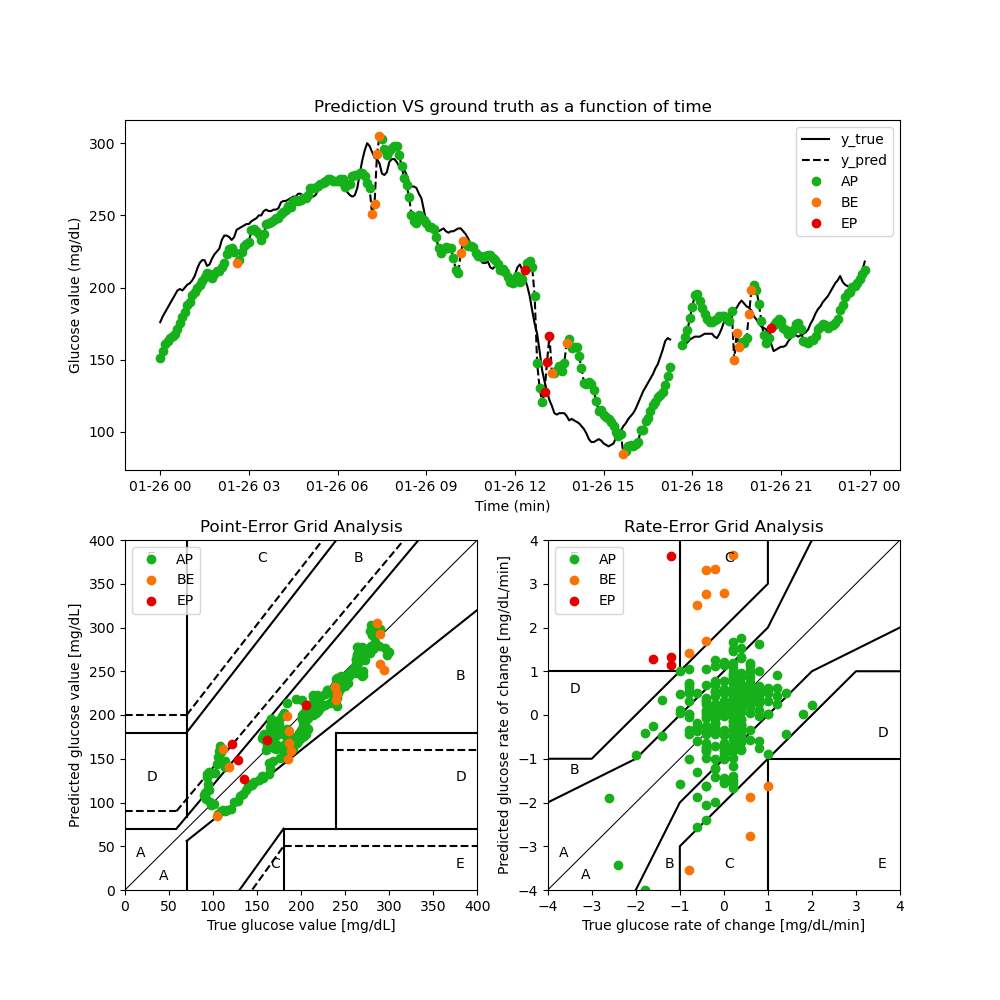 Prediction VS ground truth as a function of time
Glucose value (mg/dL)
300
250
200
150
100
y_true
y_pred
AP
BE
EP
01-26 00 01-26 03 01-26 06 01-26 09 01-26 12 01-26 15 01-26 18 01-26 21 01-27 00
Time (min)
Point-Error Grid Analysis
Predicted glucose value [mg/dL]
400
350
300
250
200
150
100
50
0
AP
BE
EP
C
B
B
D
D
A
A
C
E
0 50 100 150 200 250 300 350 400
True glucose value [mg/dL]
Rate-Error Grid Analysis
Predicted glucose rate of change [mg/dL/min]
4
3
2
1
0
−1
−2
−3
−4
AP
BE
EP
C
D
D
B
A
A
B
C
E
−4 −3 −2 −1 0 1 2 3 4
True glucose rate of change [mg/dL/min]